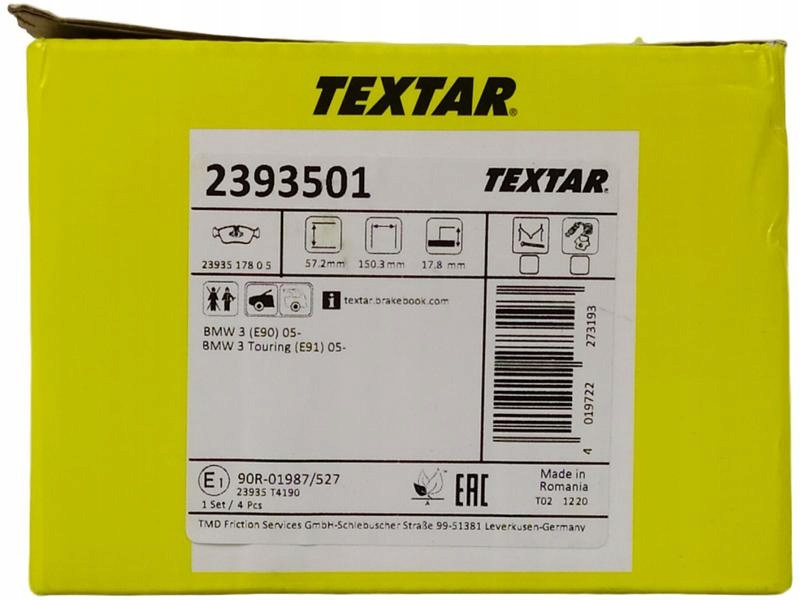 TEXTAR®
2393501
TEXTAR®
23935 178 0 5
57.2mm 150.3mm 17.8 mm
i textar.brakebook.com
BMW 3 (E90) 05-
BMW 3 Touring (E91) 05-
4 019722 273193
E1 90R-01987/527
23935 T4190
1 Set / 4 Pcs
A
EAC
Made in
Romania
T02 1220
TMD Friction Services GmbH-Schlebuscher Straße 99-51381 Leverkusen-Germany